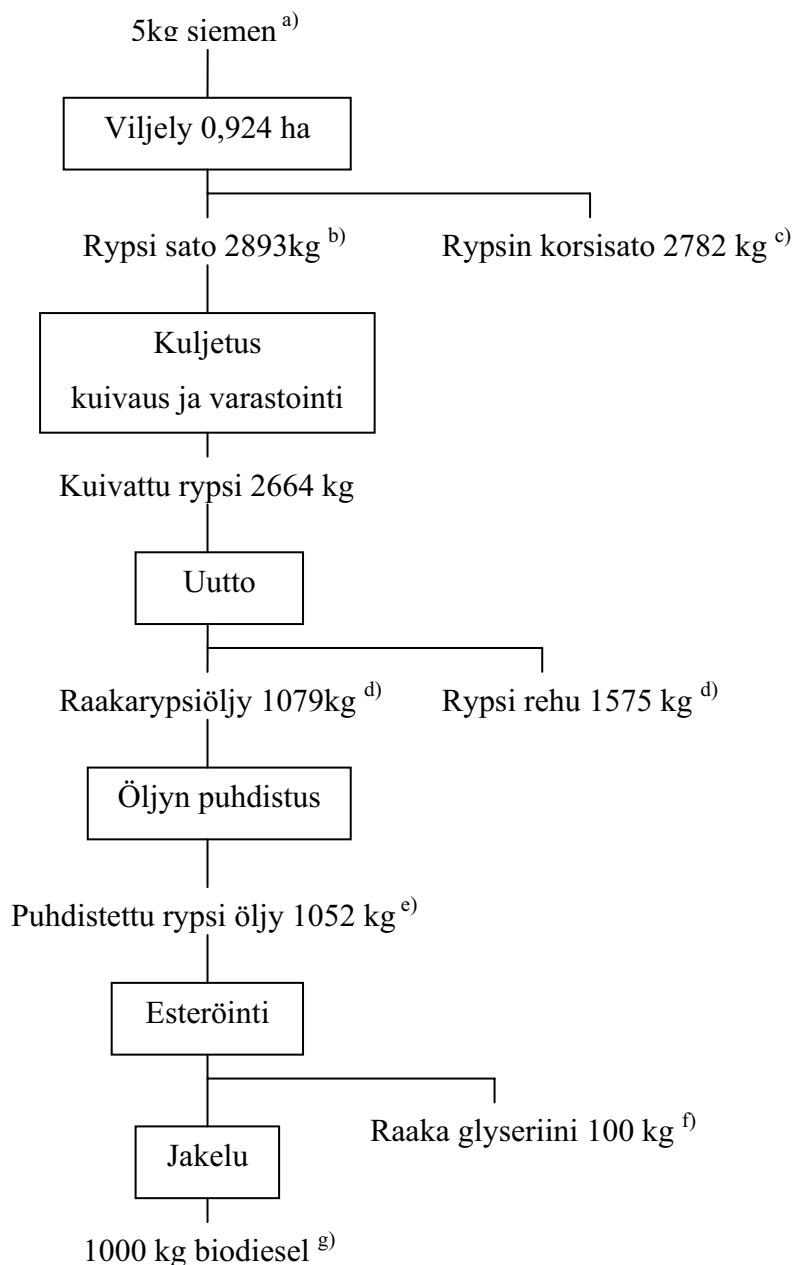 5kg siemen a)
Viljely 0,924 ha
Rypsi sato 2893kg b)
Rypsin korsisato 2782 kg c)
Kuljetus
kuivaus ja varastointi
Kuivattu rypsi 2664 kg
Uutto
Raakarypsiöljy 1079kg d)
Rypsi rehu 1575 kg d)
Öljyn puhdistus
Puhdistettu rypsi öljy 1052 kg e)
Esteröinti
Raaka glyseriini 100 kg f)
Jakelu
1000 kg biodiesel g)